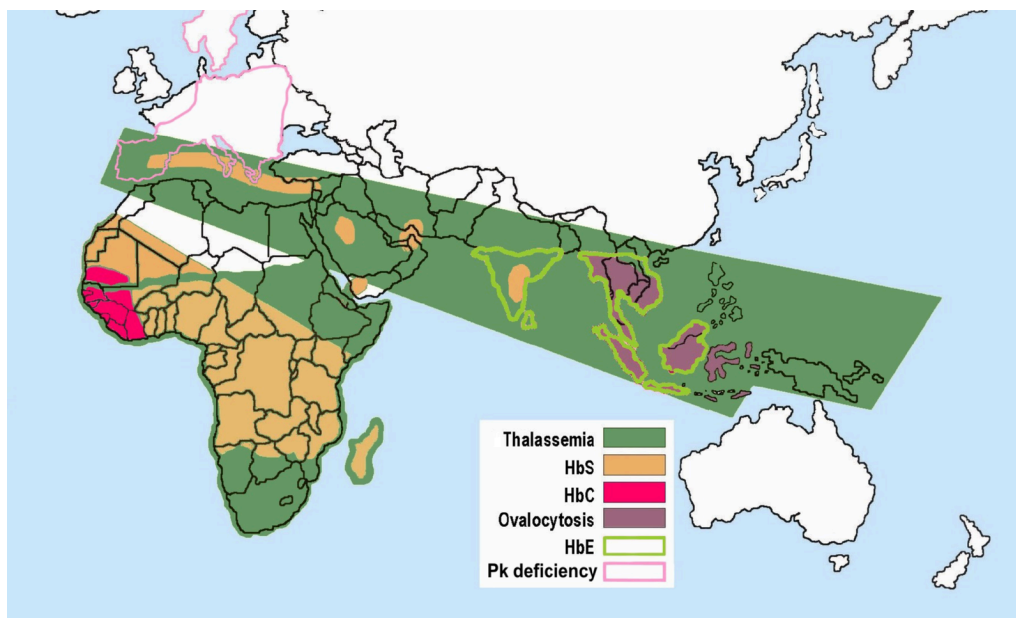 Thalassemia
HbS
HbC
Ovalocytosis
HbE
Pk deficiency